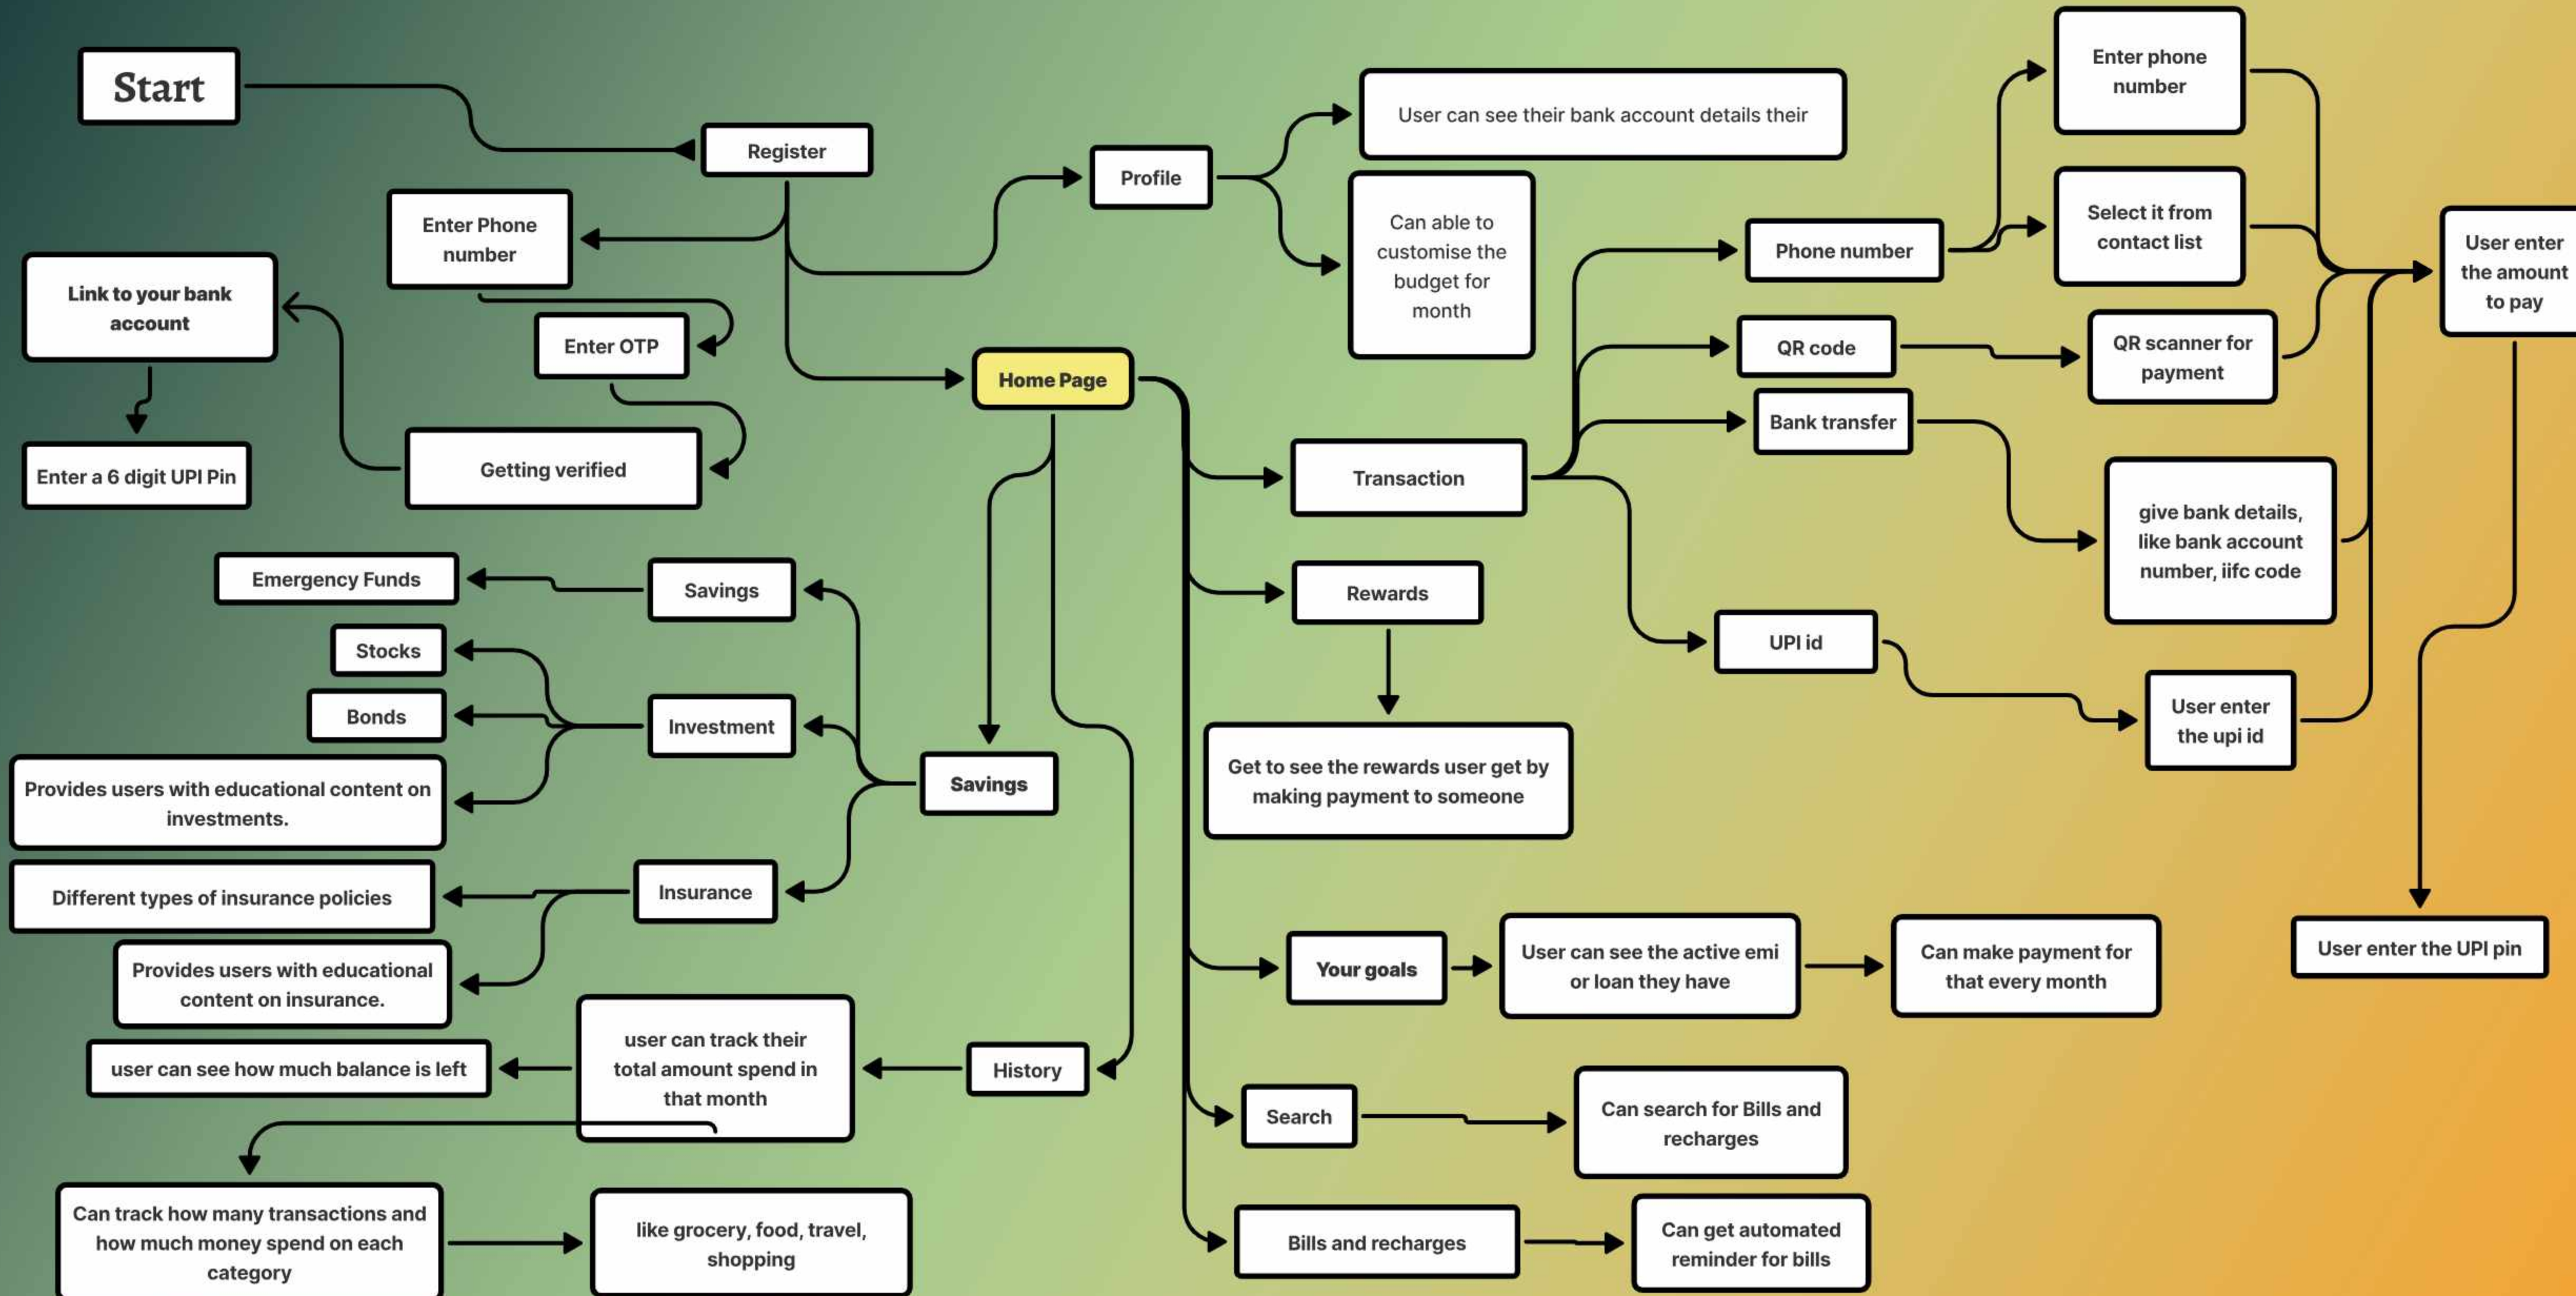 Start
Register
Enter Phone
number
Link to your bank
account
Enter OTP
Getting verified
Enter a 6 digit UPI Pin
Profile
User can see their bank account details their
Can able to
customise the
budget for
month
Home Page
Transaction
Phone number
Enter phone
number
Select it from
contact list
QR code
QR scanner for
payment
Bank transfer
give bank details,
like bank account
number, iifc code
UPI id
User enter
the upi id
User enter
the amount
to pay
User enter the UPI pin
Rewards
Get to see the rewards user get by
making payment to someone
Your goals
User can see the active emi
or loan they have
Can make payment for
that every month
Search
Can search for Bills and
recharges
Bills and recharges
Can get automated
reminder for bills
Savings
Savings
Emergency Funds
Investment
Stocks
Bonds
Provides users with educational content on
investments.
Insurance
Different types of insurance policies
Provides users with educational
content on insurance.
History
user can track their
total amount spend in
that month
user can see how much balance is left
Can track how many transactions and
how much money spend on each
category
like grocery, food, travel,
shopping